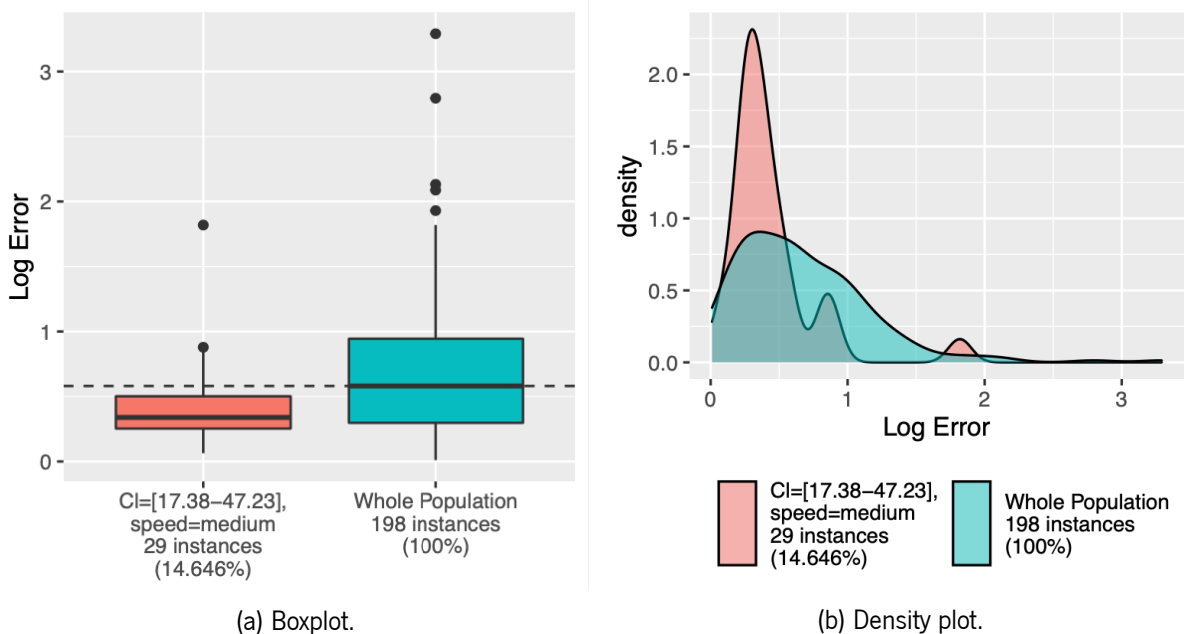 Log Error
3
2
1
0
CI=[17.38−47.23],
speed=medium
29 instances
(14.646%)
Whole Population
198 instances
(100%)
(a) Boxplot.
density
2.0
1.5
1.0
0.5
0.0
0
1
2
3
Log Error
CI=[17.38−47.23],
speed=medium
29 instances
(14.646%)
Whole Population
198 instances
(100%)
(b) Density plot.